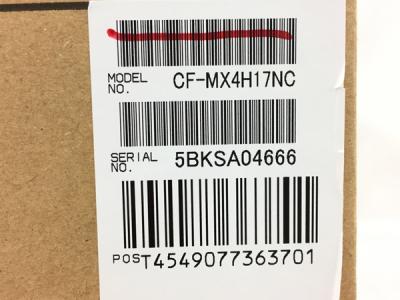 MODEL NO. CF-MX4H17NC
SERIAL NO. 5BKSA04666
POS T4549077363701